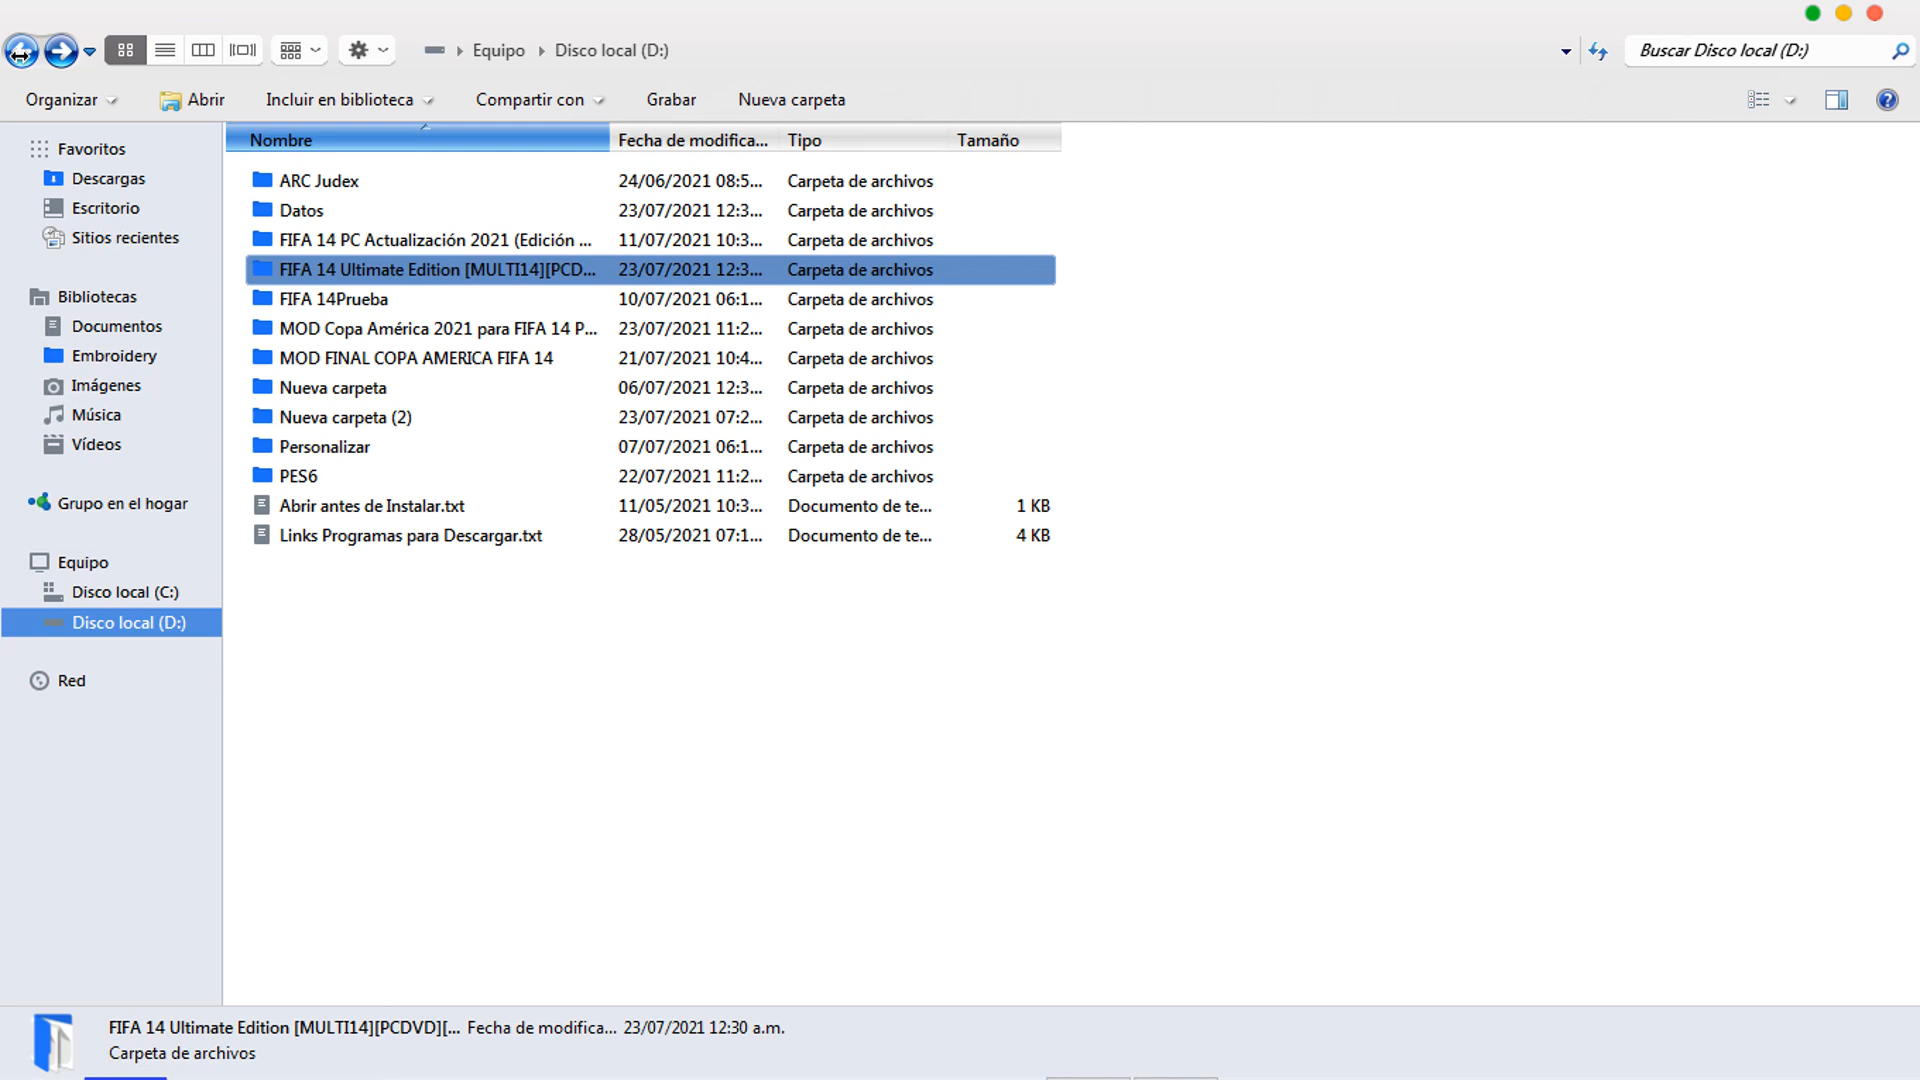 Equipo Disco local (D:) Buscar Disco local (D:)
Organizar Abrir Incluir en biblioteca Compartir con Grabar Nueva carpeta
Favoritos
Descargas
Escritorio
Sitios recientes
Bibliotecas
Documentos
Embroidery
Imágenes
Música
Vídeos
Grupo en el hogar
Equipo
Disco local (C:)
Disco local (D:)
Red
Nombre Fecha de modifica... Tipo Tamaño
ARC Judex 24/06/2021 08:5... Carpeta de archivos
Datos 23/07/2021 12:3... Carpeta de archivos
FIFA 14 PC Actualización 2021 (Edición ... 11/07/2021 10:3... Carpeta de archivos
FIFA 14 Ultimate Edition [MULTI14][PCD... 23/07/2021 12:3... Carpeta de archivos
FIFA 14Prueba 10/07/2021 06:1... Carpeta de archivos
MOD Copa América 2021 para FIFA 14 P... 23/07/2021 11:2... Carpeta de archivos
MOD FINAL COPA AMERICA FIFA 14 21/07/2021 10:4... Carpeta de archivos
Nueva carpeta 06/07/2021 12:3... Carpeta de archivos
Nueva carpeta (2) 23/07/2021 07:2... Carpeta de archivos
Personalizar 07/07/2021 06:1... Carpeta de archivos
PES6 22/07/2021 11:2... Carpeta de archivos
Abrir antes de Instalar.txt 11/05/2021 10:3... Documento de te... 1 KB
Links Programas para Descargar.txt 28/05/2021 07:1... Documento de te... 4 KB
FIFA 14 Ultimate Edition [MULTI14][PCDVD][... Fecha de modifica... 23/07/2021 12:30 a.m.
Carpeta de archivos